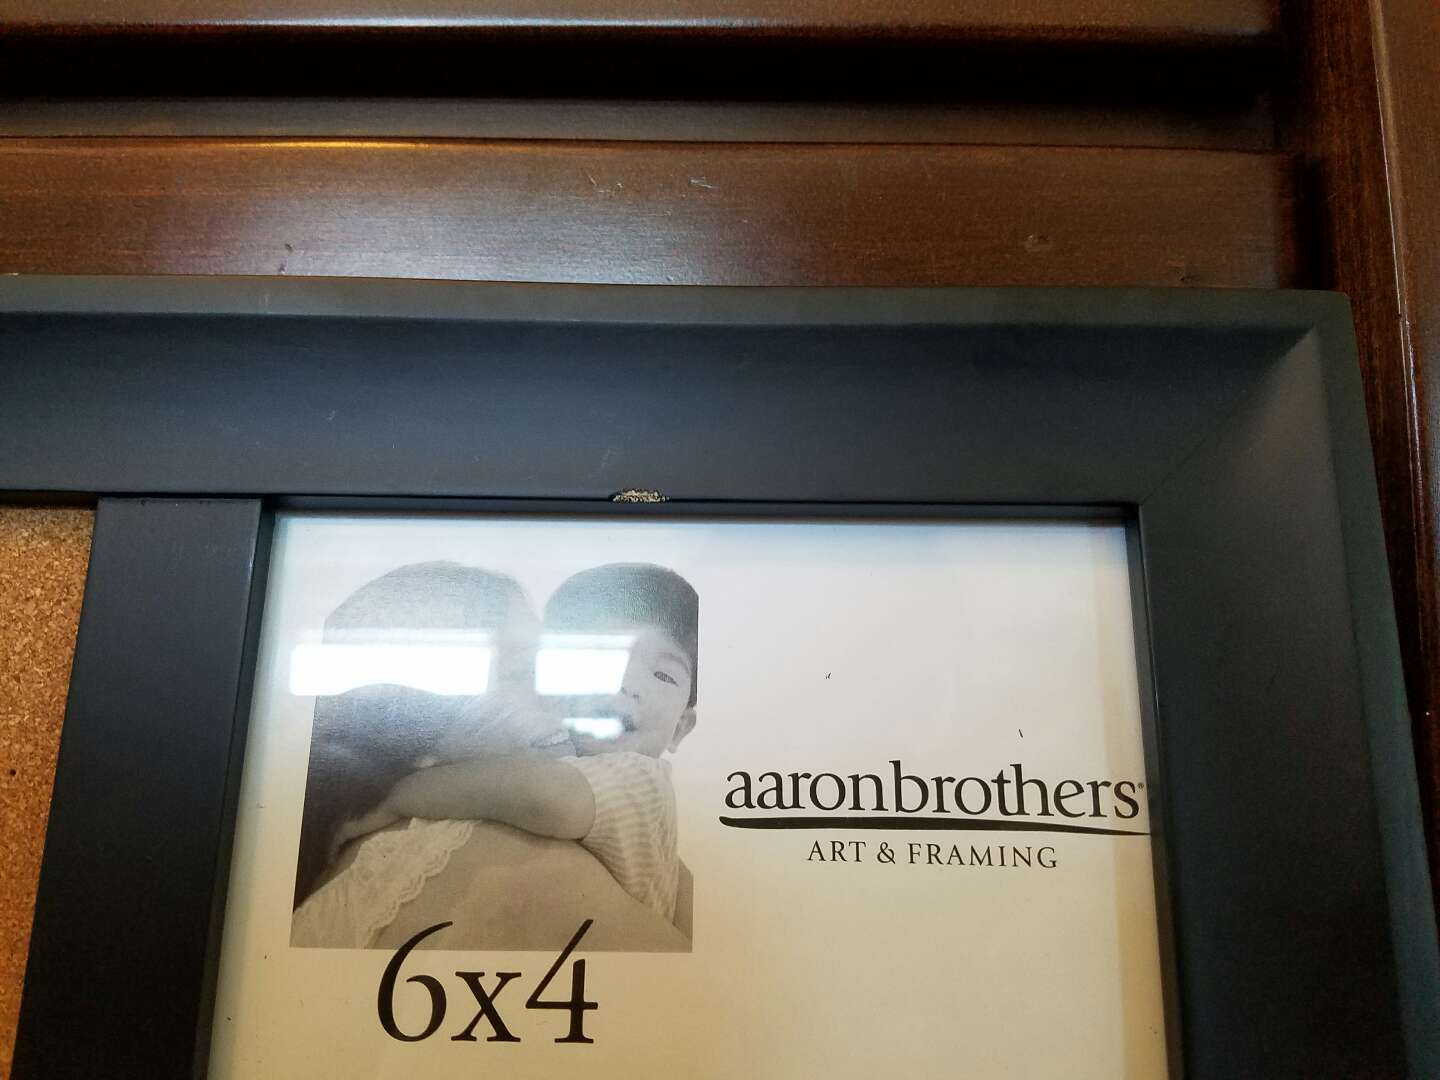 aaronbrothers®
ART & FRAMING
6x4